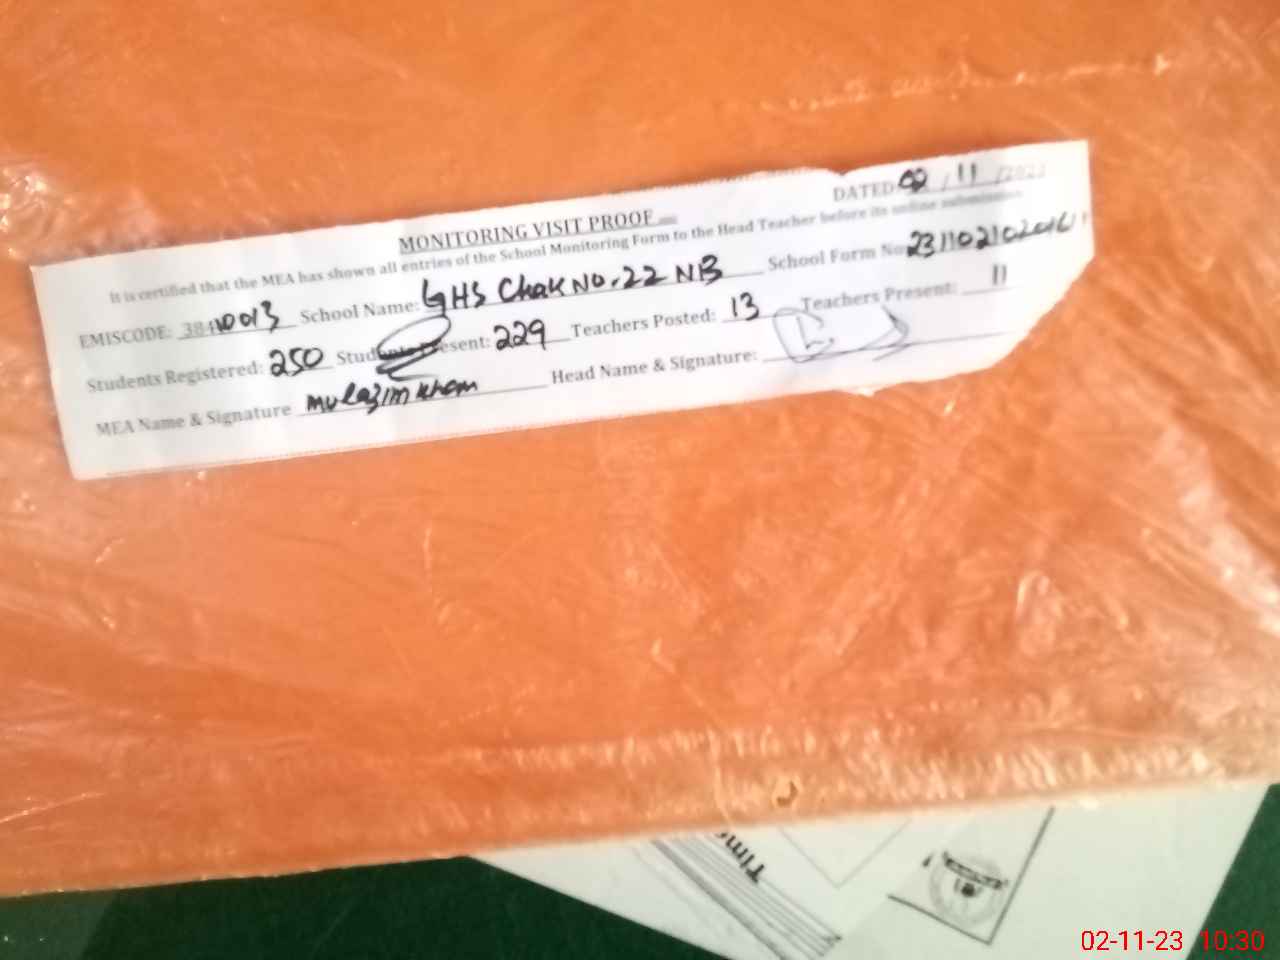 DATED: 02 / 11 /2023
MONITORING VISIT PROOF
It is certified that the MEA has shown all entries of the School Monitoring Form to the Head Teacher before its online submission
EMISCODE: 38410013 School Name: GHS Chak No. 22 NB School Form No
Students Registered: 250 Students Present: 229 Teachers Posted: 13 Teachers Present: 11
MEA Name & Signature mulazim khan Head Name & Signature:
Time
02-11-23 10:30